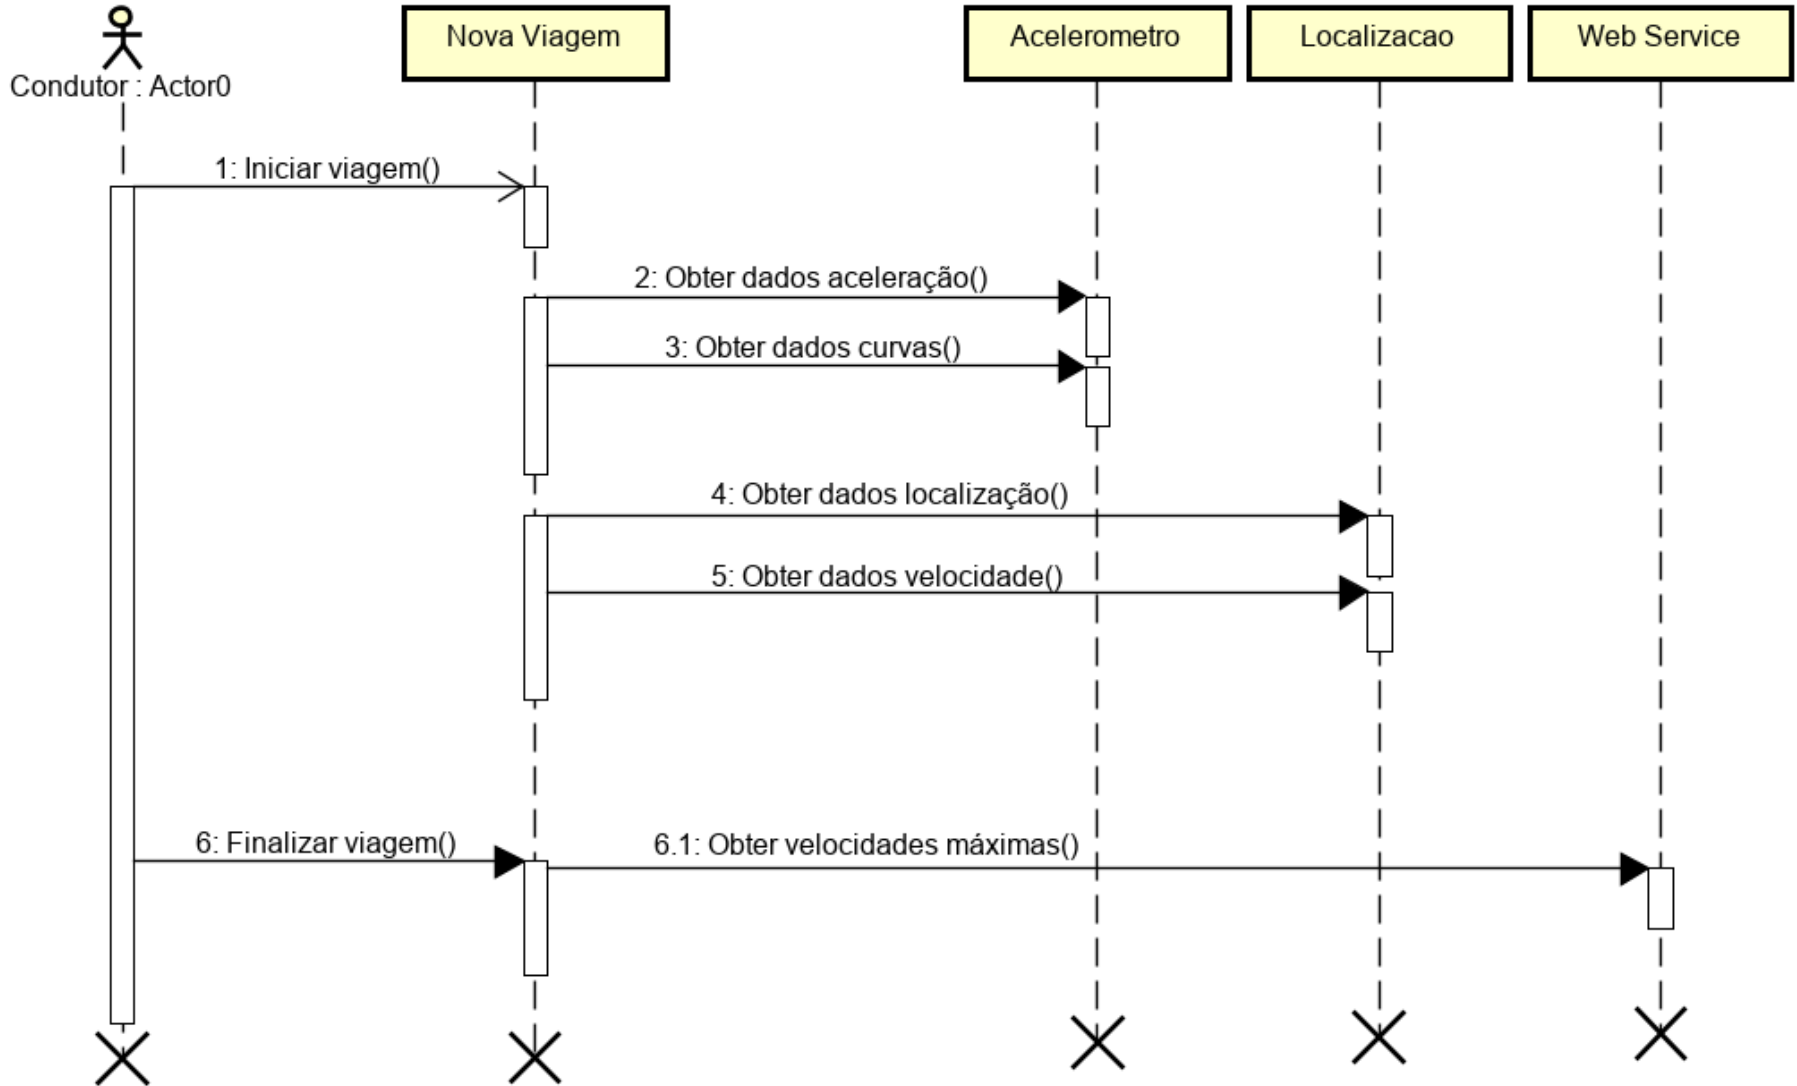 Nova Viagem
Acelerometro
Localizacao
Web Service
Condutor : Actor0
1: Iniciar viagem()
2: Obter dados aceleração()
3: Obter dados curvas()
4: Obter dados localização()
5: Obter dados velocidade()
6: Finalizar viagem()
6.1: Obter velocidades máximas()